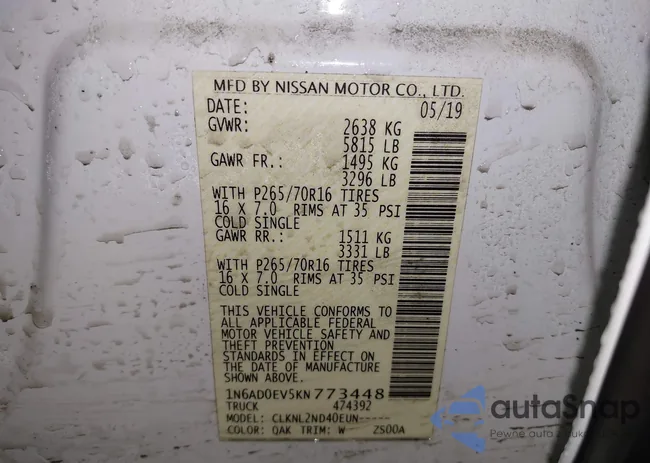 MFD BY NISSAN MOTOR CO., LTD.
DATE: 05/19
GVWR: 2638 KG
5815 LB
GAWR FR.: 1495 KG
3296 LB
WITH P265/70R16 TIRES
16 X 7.0 RIMS AT 35 PSI
COLD SINGLE
GAWR RR.: 1511 KG
3331 LB
WITH P265/70R16 TIRES
16 X 7.0 RIMS AT 35 PSI
COLD SINGLE
THIS VEHICLE CONFORMS TO
ALL APPLICABLE FEDERAL
MOTOR VEHICLE SAFETY AND
THEFT PREVENTION
STANDARDS IN EFFECT ON
THE DATE OF MANUFACTURE
SHOWN ABOVE.
1N6AD0EV5KN773448
TRUCK 474392
MODEL: CLKNL2ND40EUN-----
COLOR: QAK TRIM: W ZS00A
autaSnap
Pewne auto z